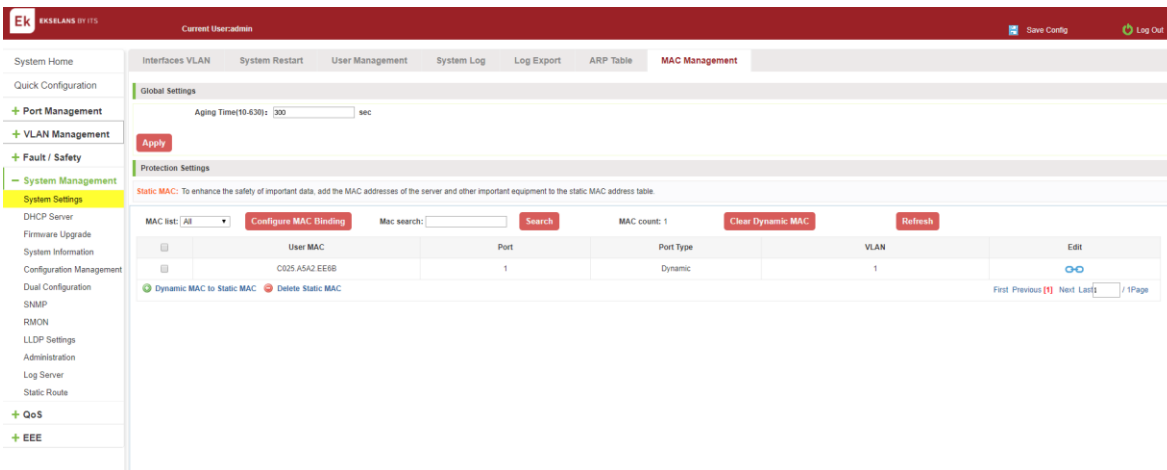 Ek EKSELANS BY ITS
Current User:admin
Save Config
Log Out
System Home
Quick Configuration
Port Management
VLAN Management
Fault / Safety
System Management
System Settings
DHCP Server
Firmware Upgrade
System Information
Configuration Management
Dual Configuration
SNMP
RMON
LLDP Settings
Administration
Log Server
Static Route
QoS
EEE
Interfaces VLAN System Restart User Management System Log Log Export ARP Table MAC Management
Global Settings
Aging Time(10-630): 300 sec
Apply
Protection Settings
Static MAC: To enhance the safety of important data, add the MAC addresses of the server and other important equipment to the static MAC address table.
MAC list: All Configure MAC Binding Mac search: Search MAC count: 1 Clear Dynamic MAC Refresh
User MAC Port Port Type VLAN Edit
C025.A5A2.EE6B 1 Dynamic 1
Dynamic MAC to Static MAC Delete Static MAC First Previous [1] Next Last 1 / 1Page